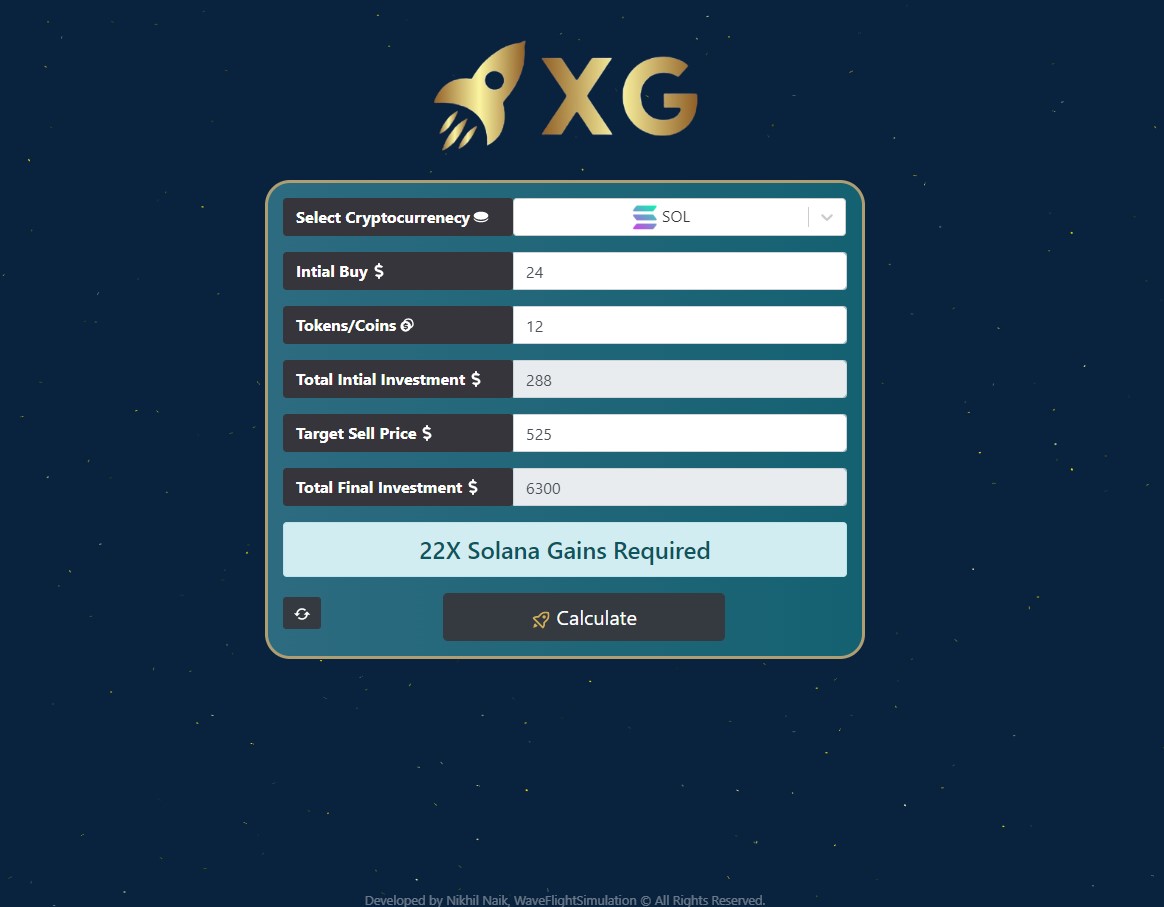 XG
Select Cryptocurrenecy
SOL
Intial Buy $
24
Tokens/Coins
12
Total Intial Investment $
288
Target Sell Price $
525
Total Final Investment $
6300
22X Solana Gains Required
Calculate
Developed by Nikhil Naik, WaveFlightSimulation © All Rights Reserved.